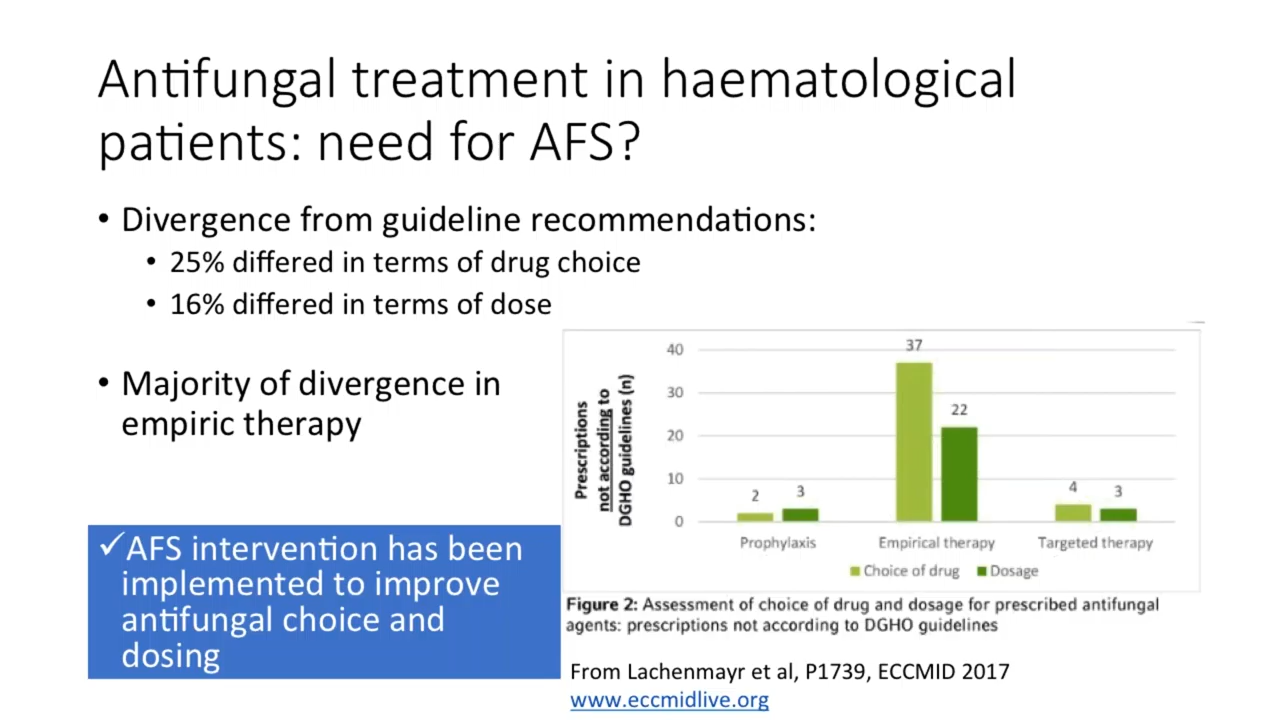 Antifungal treatment in haematological
patients: need for AFS?
• Divergence from guideline recommendations:
• 25% differed in terms of drug choice
• 16% differed in terms of dose
• Majority of divergence in
empiric therapy
✓AFS intervention has been
implemented to improve
antifungal choice and
dosing
Prescriptions
not according to
DGHO guidelines (n)
40
30
20
10
0
2
3
37
22
4
3
Prophylaxis
Empirical therapy
Targeted therapy
Choice of drug
Dosage
Figure 2: Assessment of choice of drug and dosage for prescribed antifungal
agents: prescriptions not according to DGHO guidelines
From Lachenmayr et al, P1739, ECCMID 2017
www.eccmidlive.org